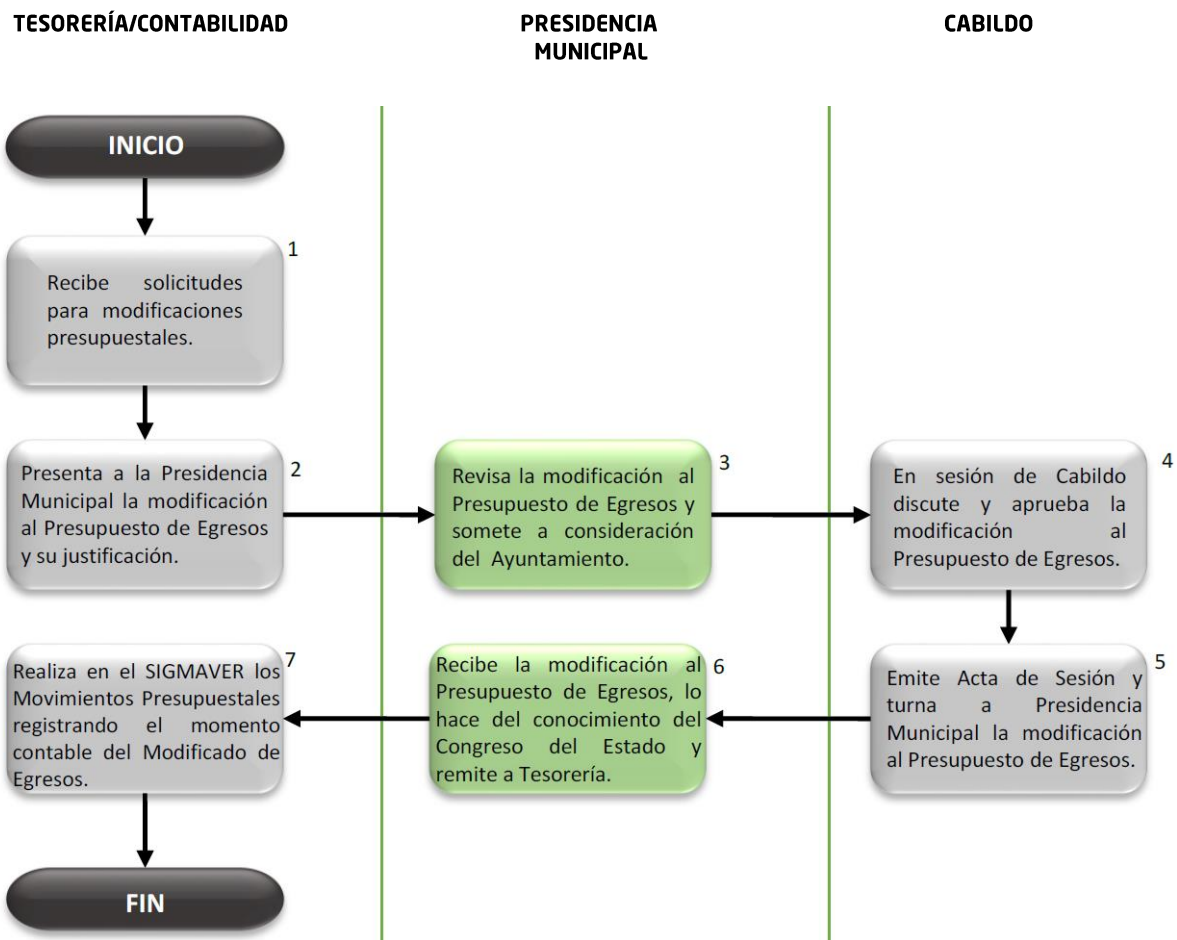 TESORERÍA/CONTABILIDAD
PRESIDENCIA
MUNICIPAL
CABILDO
INICIO
1
Recibe solicitudes
para modificaciones
presupuestales.
2
Presenta a la Presidencia
Municipal la modificación
al Presupuesto de Egresos
y su justificación.
3
Revisa la modificación al
Presupuesto de Egresos y
somete a consideración
del Ayuntamiento.
4
En sesión de Cabildo
discute y aprueba la
modificación al
Presupuesto de Egresos.
5
Emite Acta de Sesión y
turna a Presidencia
Municipal la modificación
al Presupuesto de Egresos.
6
Recibe la modificación al
Presupuesto de Egresos, lo
hace del conocimiento del
Congreso del Estado y
remite a Tesorería.
7
Realiza en el SIGMAVER los
Movimientos Presupuestales
registrando el momento
contable del Modificado de
Egresos.
FIN